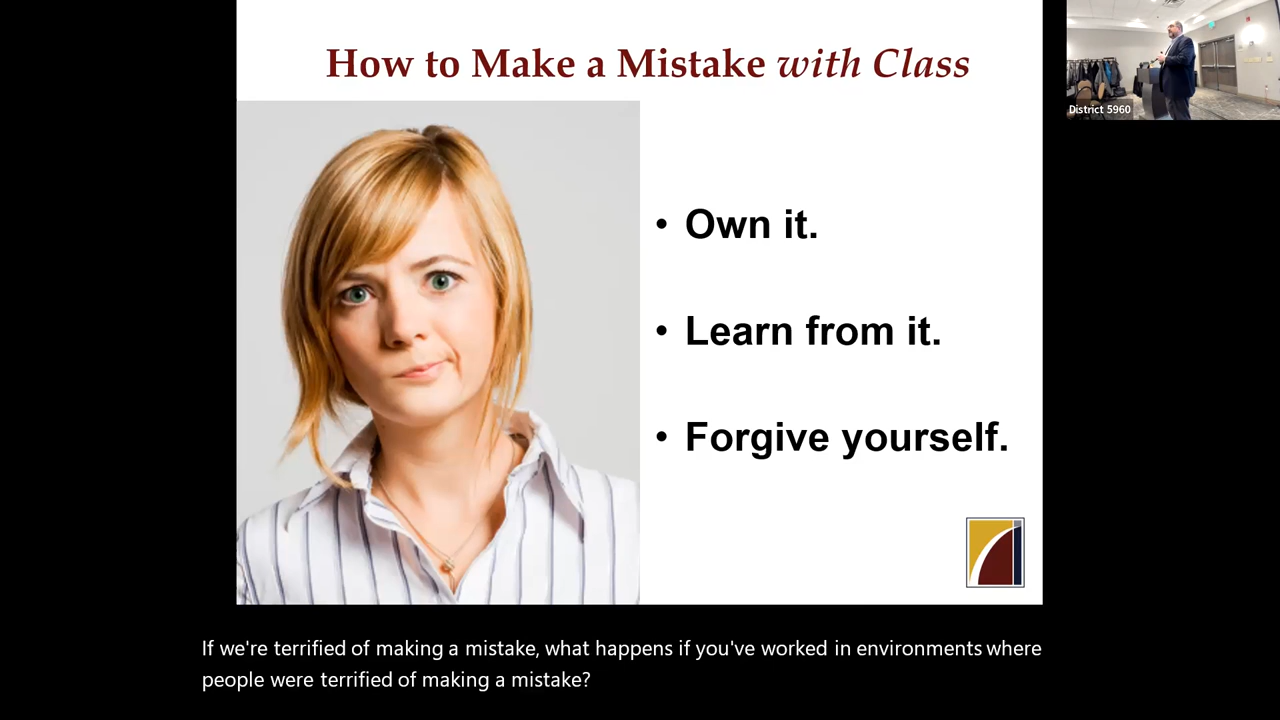 How to Make a Mistake with Class
District 5960
• Own it.
• Learn from it.
• Forgive yourself.
If we're terrified of making a mistake, what happens if you've worked in environments where
people were terrified of making a mistake?